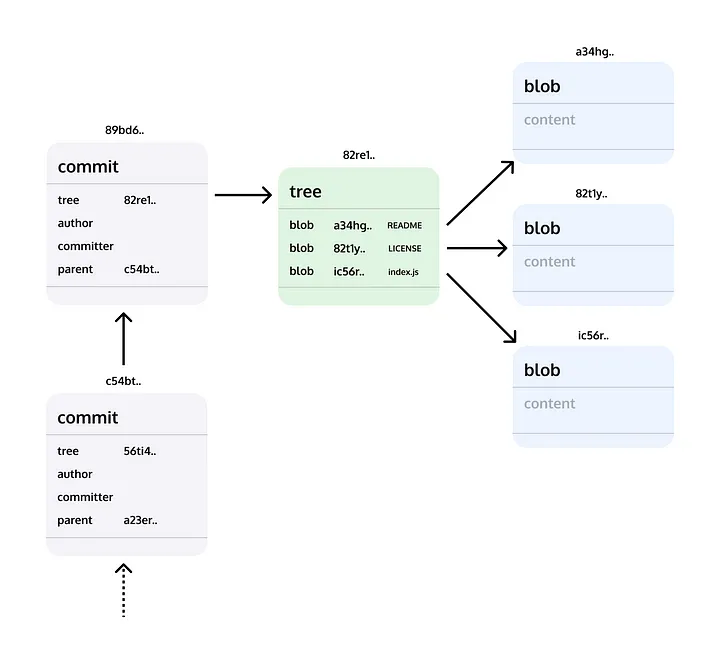 89bd6..
commit
tree 82re1..
author
committer
parent c54bt..
c54bt..
commit
tree 56ti4..
author
committer
parent a23er..
82re1..
tree
blob a34hg.. README
blob 82t1y.. LICENSE
blob ic56r.. index.js
a34hg..
blob
content
82t1y..
blob
content
ic56r..
blob
content